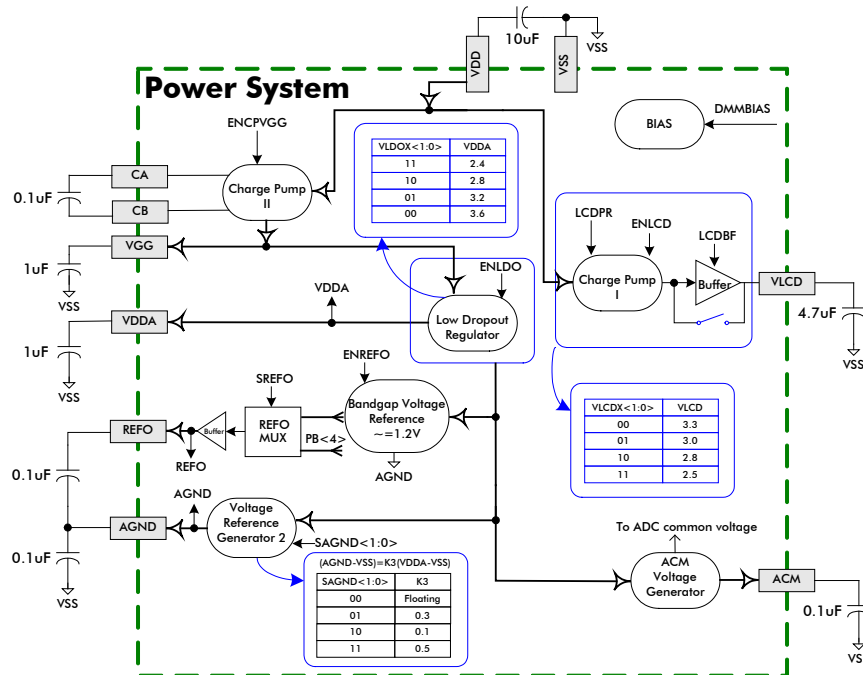 10uF
VSS
VDD
VSS
Power System
ENCPVGG
DMMBIAS
BIAS
VLDOX<1:0> VDDA
11 2.4
10 2.8
01 3.2
00 3.6
CA
0.1uF
CB
Charge Pump
II
LCDPR
ENLCD
LCDBF
VGG
1uF
VSS
ENLDO
Charge Pump
I
Buffer
VLCD
4.7uF
VSS
VDDA
VDDA
Low Dropout
Regulator
1uF
VSS
ENREFO
SREFO
Bandgap Voltage
Reference
~=1.2V
REFO
Buffer
REFO
MUX
PB<4>
REFO
AGND
VLCDX<1:0> VLCD
00 3.3
01 3.0
10 2.8
11 2.5
0.1uF
AGND
AGND
Voltage
Reference
Generator 2
SAGND<1:0>
To ADC common voltage
0.1uF
VSS
(AGND-VSS)=K3(VDDA-VSS)
SAGND<1:0> K3
00 Floating
01 0.3
10 0.1
11 0.5
ACM
Voltage
Generator
ACM
0.1uF
VS